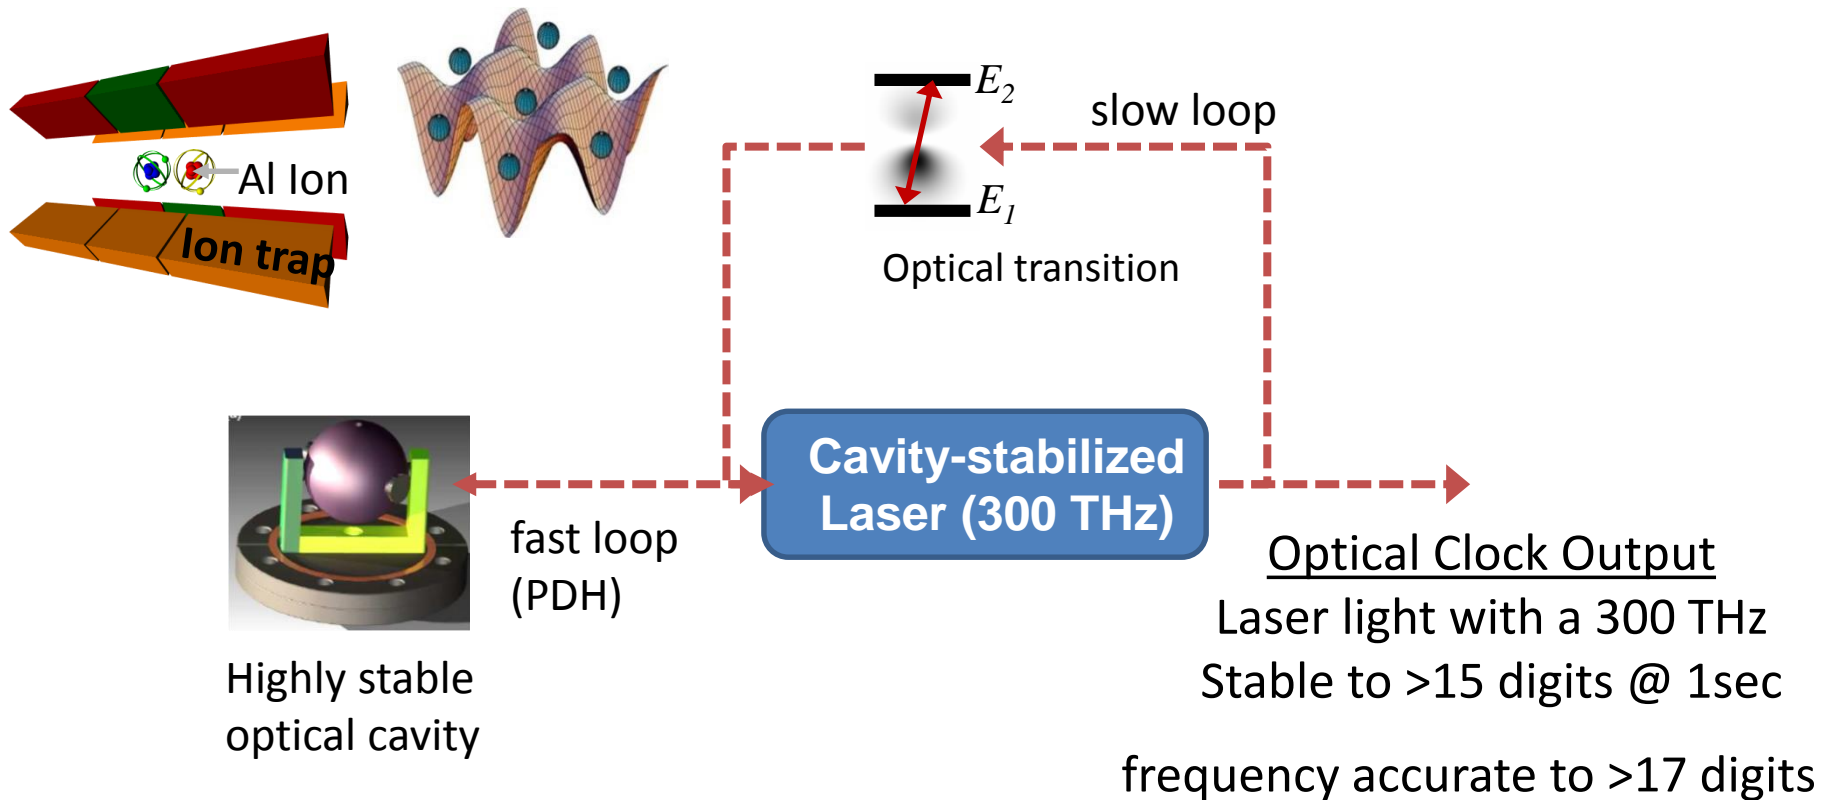 Al Ion
Ion trap
E2
E1
slow loop
Optical transition
Cavity-stabilized
Laser (300 THz)
fast loop
(PDH)
Highly stable
optical cavity
Optical Clock Output
Laser light with a 300 THz
Stable to >15 digits @ 1sec
frequency accurate to >17 digits